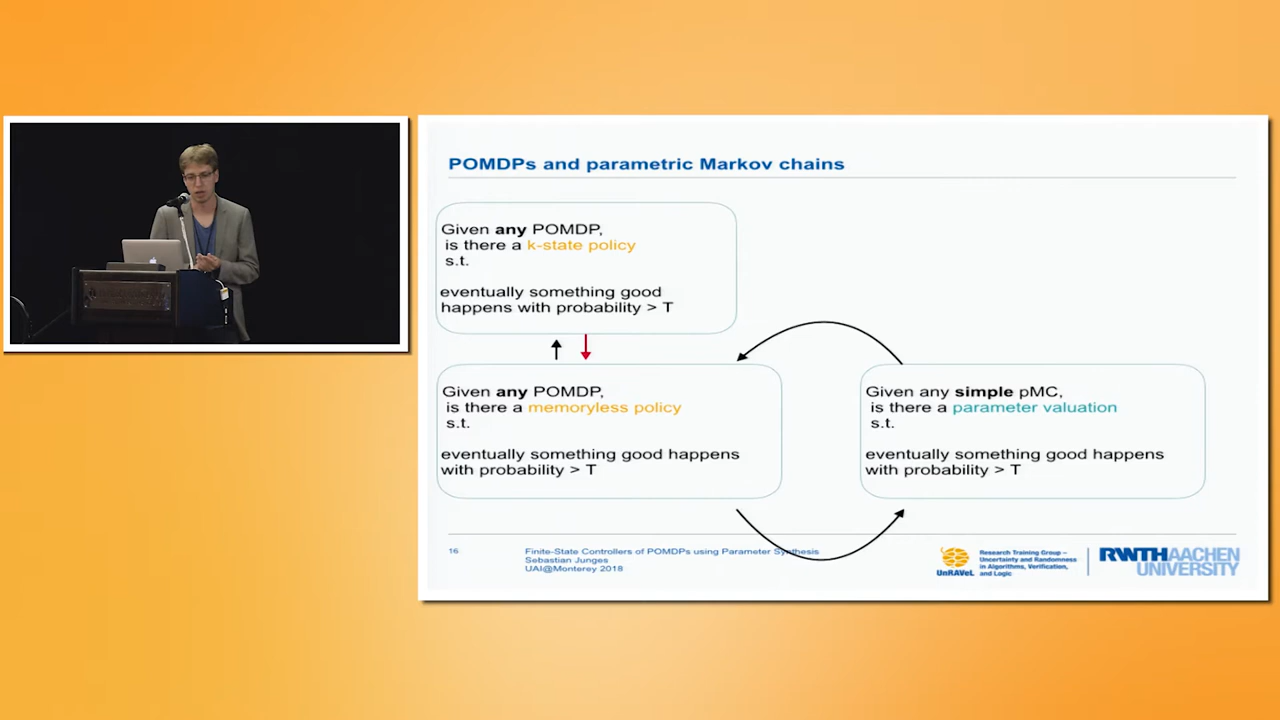 POMDPs and parametric Markov chains
Given any POMDP,
is there a k-state policy
s.t.
eventually something good
happens with probability > T
Given any POMDP,
is there a memoryless policy
s.t.
eventually something good happens
with probability > T
Given any simple pMC,
is there a parameter valuation
s.t.
eventually something good happens
with probability > T
16
Finite-State Controllers of POMDPs using Parameter Synthesis
Sebastian Junges
UAI@Monterey 2018
UnRAVeL
Research Training Group –
Uncertainty and Randomness
in Algorithms, Verification,
and Logic
RWTHAACHEN
UNIVERSITY